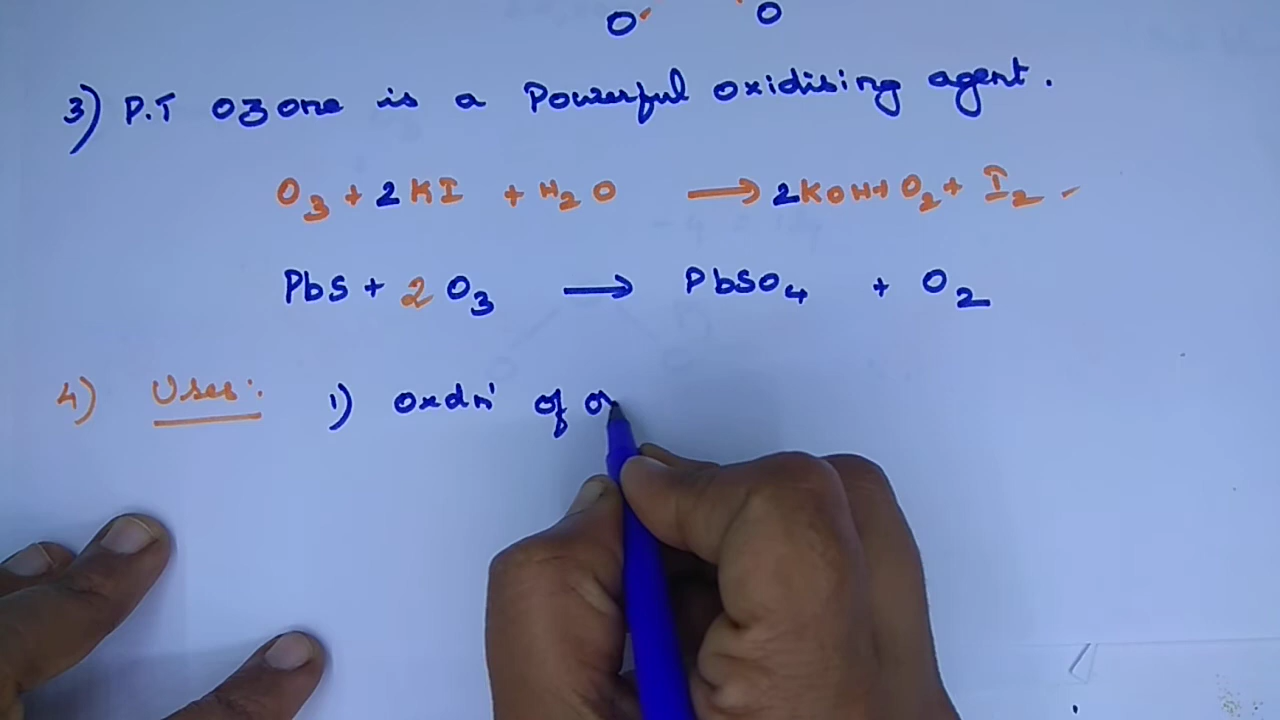 O O
3) P.T ozone is a Powerful oxidising agent.
O3 + 2KI + H2O → 2KOH + O2 + I2
PbS + 2O3 → PbSO4 + O2
4) Uses: 1) oxdn' of